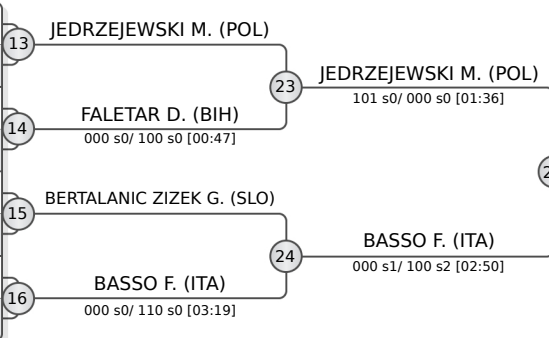 JEDRZEJEWSKI M. (POL)
13
23
JEDRZEJEWSKI M. (POL)
101 s0/ 000 s0 [01:36]
14
FALETAR D. (BIH)
000 s0/ 100 s0 [00:47]
15
BERTALANIC ZIZEK G. (SLO)
24
BASSO F. (ITA)
000 s1/ 100 s2 [02:50]
16
BASSO F. (ITA)
000 s0/ 110 s0 [03:19]